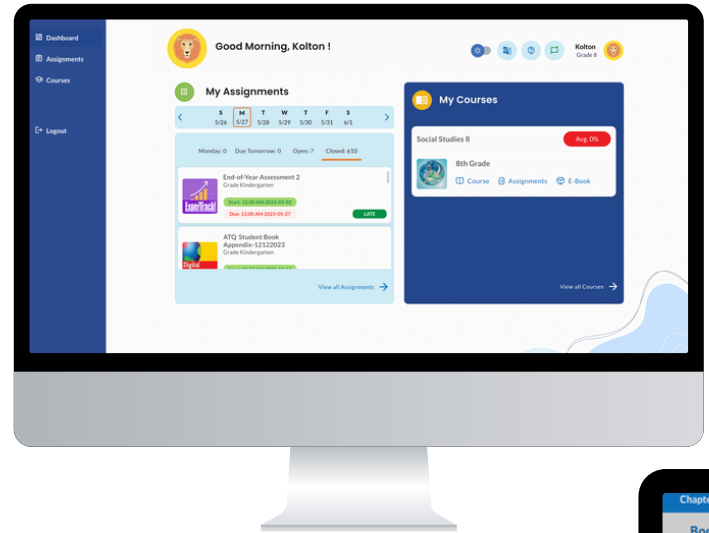 Dashboard
Assignments
Courses
Logout
Good Morning, Kolton !
Kolton
Grade 8
My Assignments
S M T W T F S
5/26 5/27 5/28 5/29 5/30 5/31 6/1
Monday: 0 Due Tomorrow: 0 Open: 7 Closed: 610
End-of-Year Assessment 2
Grade Kindergarten
ExperTrack!
Start: 12:00 AM 2023-05-02
Due: 12:00 AM 2023-05-27
LATE
ATQ Student Book
Appendix-12122023
Grade Kindergarten
Digital
View all Assignments
My Courses
Social Studies 8
Avg. 0%
8th Grade
Course Assignments E-Book
View all Courses
Chapte
Boo